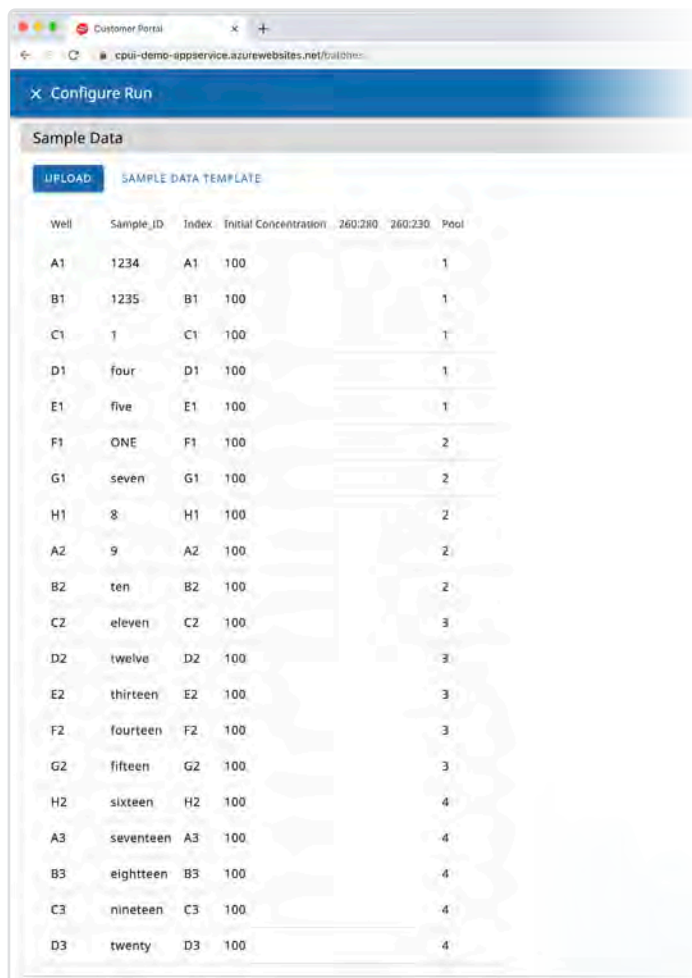 Customer Portal
cpui-demo-appservice.azurewebsites.net/batches
Configure Run
Sample Data
UPLOAD SAMPLE DATA TEMPLATE
Well Sample_ID Index Initial Concentration 260:280 260:230 Pool
A1 1234 A1 100 1
B1 1235 B1 100 1
C1 1 C1 100 1
D1 four D1 100 1
E1 five E1 100 1
F1 ONE F1 100 2
G1 seven G1 100 2
H1 8 H1 100 2
A2 9 A2 100 2
B2 ten B2 100 2
C2 eleven C2 100 3
D2 twelve D2 100 3
E2 thirteen E2 100 3
F2 fourteen F2 100 3
G2 fifteen G2 100 3
H2 sixteen H2 100 4
A3 seventeen A3 100 4
B3 eightteen B3 100 4
C3 nineteen C3 100 4
D3 twenty D3 100 4